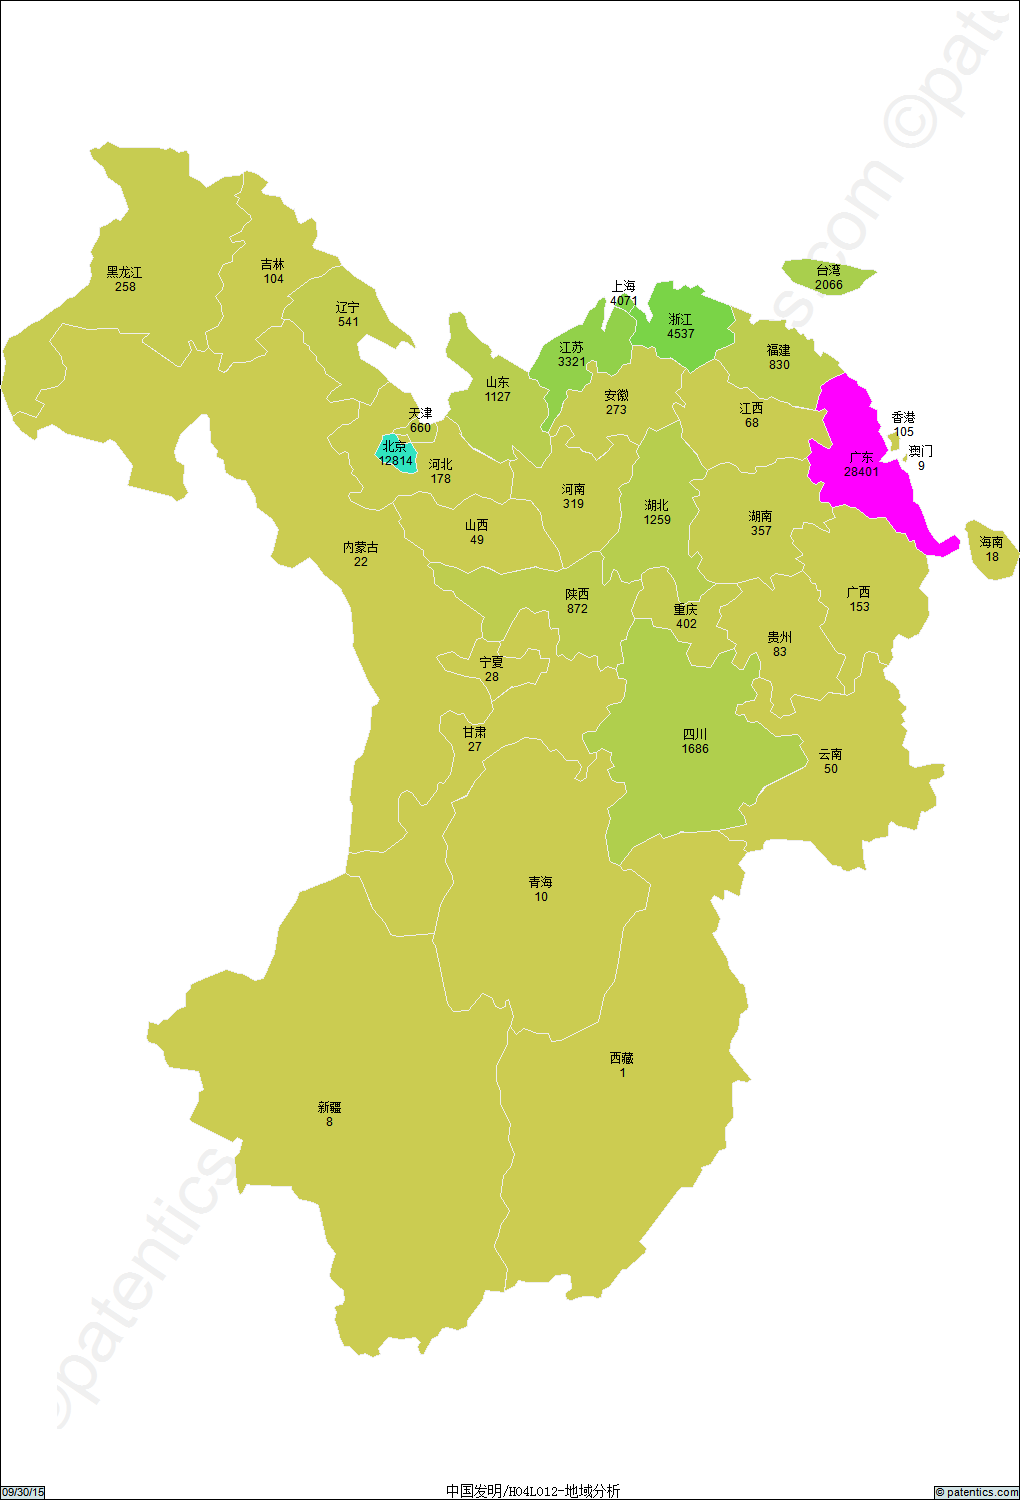 ©patentics.com ©patentics.com
黑龙江
258
吉林
104
辽宁
541
台湾
2066
上海
4071
浙江
4537
江苏
3321
福建
830
山东
1127
安徽
273
江西
68
天津
660
香港
105
北京
12814
河北
178
广东
28401
澳门
9
河南
319
湖北
1259
湖南
357
山西
49
内蒙古
22
海南
18
陕西
872
重庆
402
广西
153
贵州
83
宁夏
28
甘肃
27
四川
1686
云南
50
青海
10
西藏
1
新疆
8
09/30/15
中国发明/H04L012-地域分析
© patentics.com